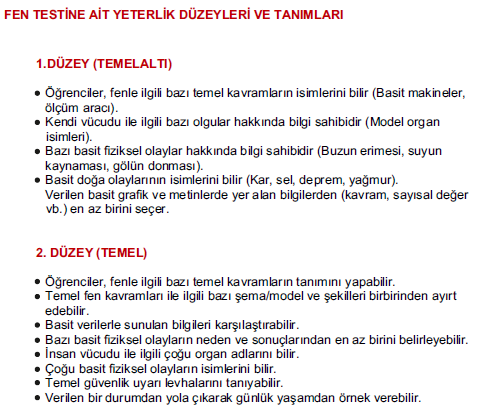 FEN TESTİNE AİT YETERLİK DÜZEYLERİ VE TANIMLARI
1.DÜZEY (TEMELALTI)
● Öğrenciler, fenle ilgili bazı temel kavramların isimlerini bilir (Basit makineler,
ölçüm aracı).
● Kendi vücudu ile ilgili bazı olgular hakkında bilgi sahibidir (Model organ
isimleri).
● Bazı basit fiziksel olaylar hakkında bilgi sahibidir (Buzun erimesi, suyun
kaynaması, gölün donması).
● Basit doğa olaylarının isimlerini bilir (Kar, sel, deprem, yağmur).
Verilen basit grafik ve metinlerde yer alan bilgilerden (kavram, sayısal değer
vb.) en az birini seçer.
2. DÜZEY (TEMEL)
● Öğrenciler, fenle ilgili bazı temel kavramların tanımını yapabilir.
● Temel fen kavramları ile ilgili bazı şema/model ve şekilleri birbirinden ayırt
edebilir.
● Basit verilerle sunulan bilgileri karşılaştırabilir.
● Bazı basit fiziksel olayların neden ve sonuçlarından en az birini belirleyebilir.
● İnsan vücudu ile ilgili çoğu organ adlarını bilir.
● Çoğu basit fiziksel olayların isimlerini bilir.
● Temel güvenlik uyarı levhalarını tanıyabilir.
● Verilen bir durumdan yola çıkarak günlük yaşamdan örnek verebilir.